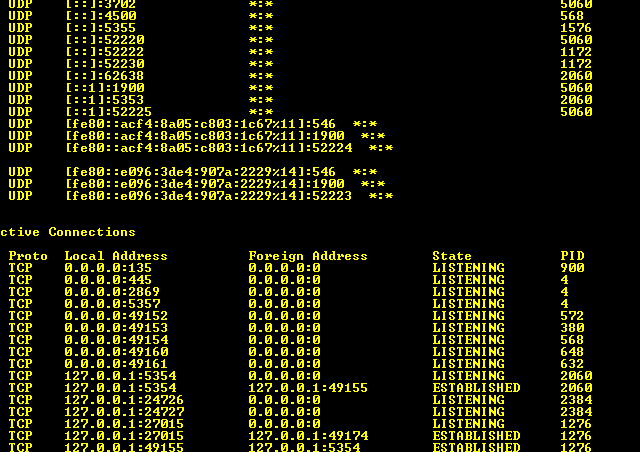 UDP [::]:3702 *:* 5060
UDP [::]:4500 *:* 568
UDP [::]:5355 *:* 1576
UDP [::]:52220 *:* 5060
UDP [::]:52222 *:* 1172
UDP [::]:52230 *:* 1172
UDP [::]:62638 *:* 2060
UDP [::1]:1900 *:* 5060
UDP [::1]:5353 *:* 2060
UDP [::1]:52225 *:* 5060
UDP [fe80::acf4:8a05:c803:1c67%11]:546 *:*
UDP [fe80::acf4:8a05:c803:1c67%11]:1900 *:*
UDP [fe80::acf4:8a05:c803:1c67%11]:52224 *:*
UDP [fe80::e096:3de4:907a:2229%14]:546 *:*
UDP [fe80::e096:3de4:907a:2229%14]:1900 *:*
UDP [fe80::e096:3de4:907a:2229%14]:52223 *:*
ctive Connections
Proto Local Address Foreign Address State PID
TCP 0.0.0.0:135 0.0.0.0:0 LISTENING 900
TCP 0.0.0.0:445 0.0.0.0:0 LISTENING 4
TCP 0.0.0.0:2869 0.0.0.0:0 LISTENING 4
TCP 0.0.0.0:5357 0.0.0.0:0 LISTENING 4
TCP 0.0.0.0:49152 0.0.0.0:0 LISTENING 572
TCP 0.0.0.0:49153 0.0.0.0:0 LISTENING 380
TCP 0.0.0.0:49154 0.0.0.0:0 LISTENING 568
TCP 0.0.0.0:49160 0.0.0.0:0 LISTENING 648
TCP 0.0.0.0:49161 0.0.0.0:0 LISTENING 632
TCP 127.0.0.1:5354 0.0.0.0:0 LISTENING 2060
TCP 127.0.0.1:5354 127.0.0.1:49155 ESTABLISHED 2060
TCP 127.0.0.1:24726 0.0.0.0:0 LISTENING 2384
TCP 127.0.0.1:24727 0.0.0.0:0 LISTENING 2384
TCP 127.0.0.1:27015 0.0.0.0:0 LISTENING 1276
TCP 127.0.0.1:27015 127.0.0.1:49174 ESTABLISHED 1276
TCP 127.0.0.1:49155 127.0.0.1:5354 ESTABLISHED 1276